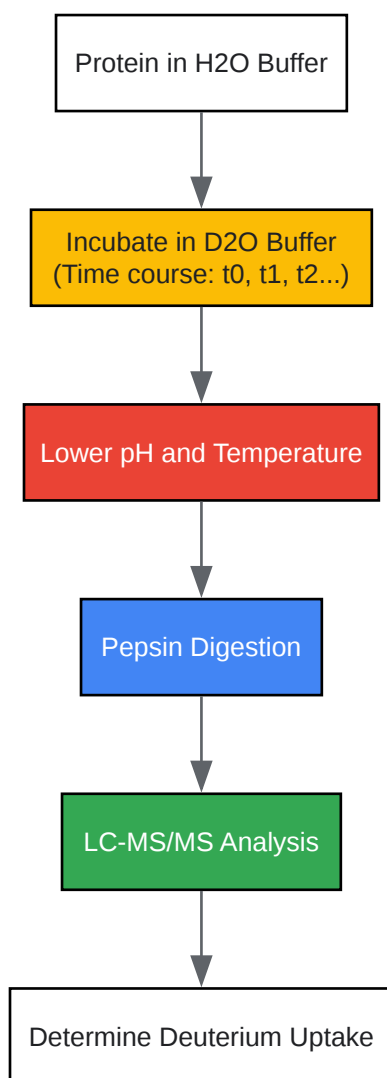 Protein in H2O Buffer
Incubate in D2O Buffer
(Time course: t0, t1, t2...)
Lower pH and Temperature
Pepsin Digestion
LC-MS/MS Analysis
Determine Deuterium Uptake